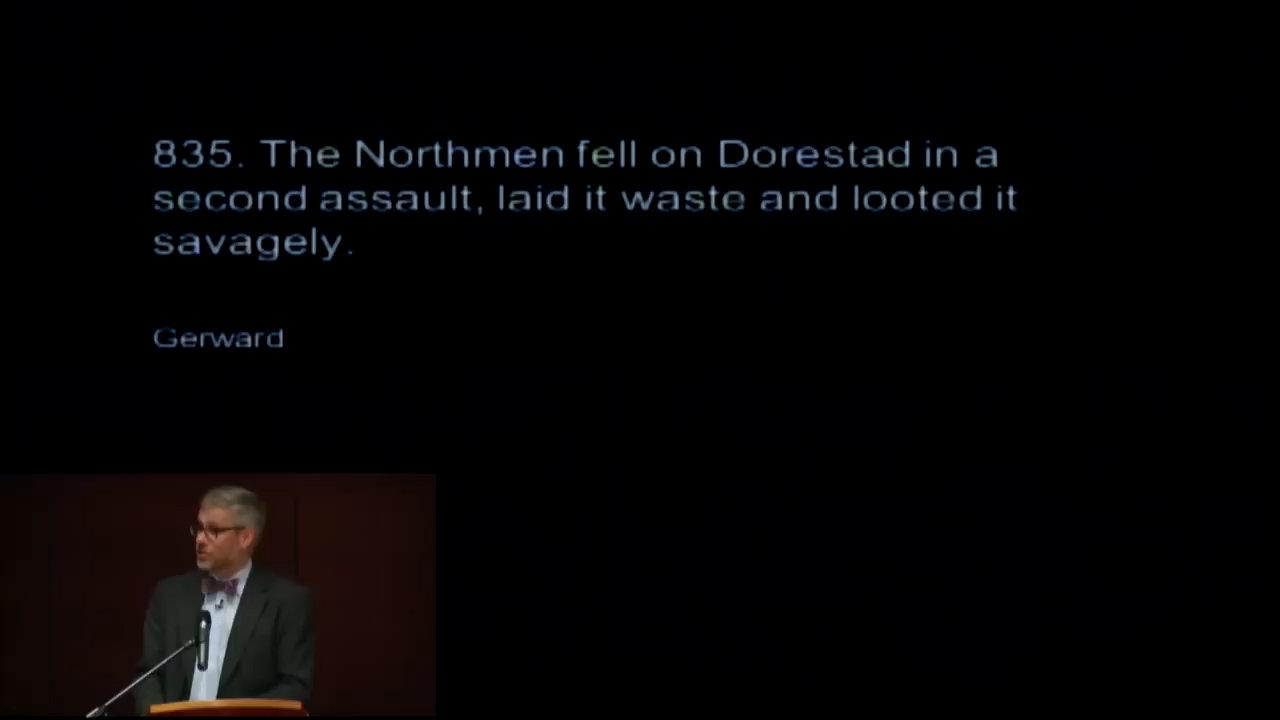 835. The Northmen fell on Dorestad in a
second assault, laid it waste and looted it
savagely.
Gerward